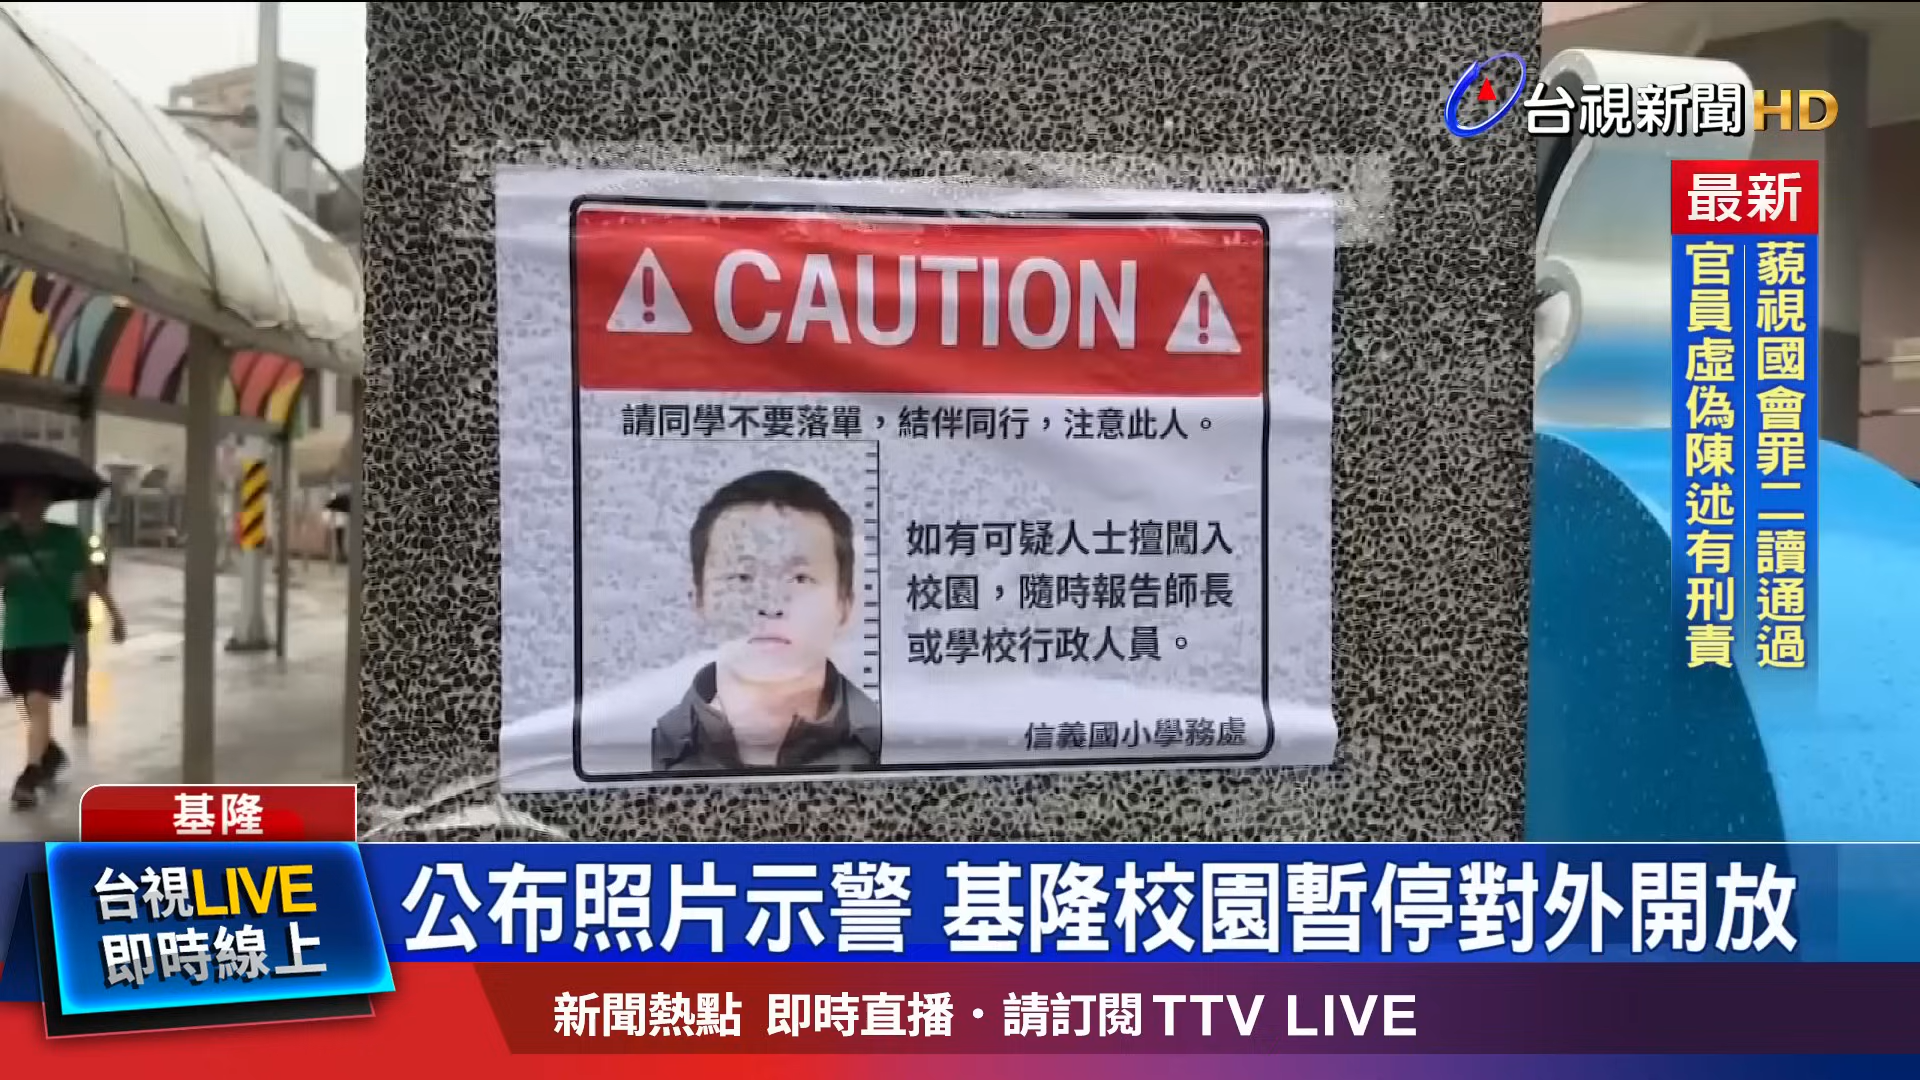 台視新聞HD
最新
藐視國會罪二讀通過
官員虛偽陳述有刑責
CAUTION
請同學不要落單，結伴同行，注意此人。
如有可疑人士擅闖入
校園，隨時報告師長
或學校行政人員。
信義國小學務處
基隆
台視LIVE
即時線上
公布照片示警 基隆校園暫停對外開放
新聞熱點 即時直播·請訂閱TTV LIVE